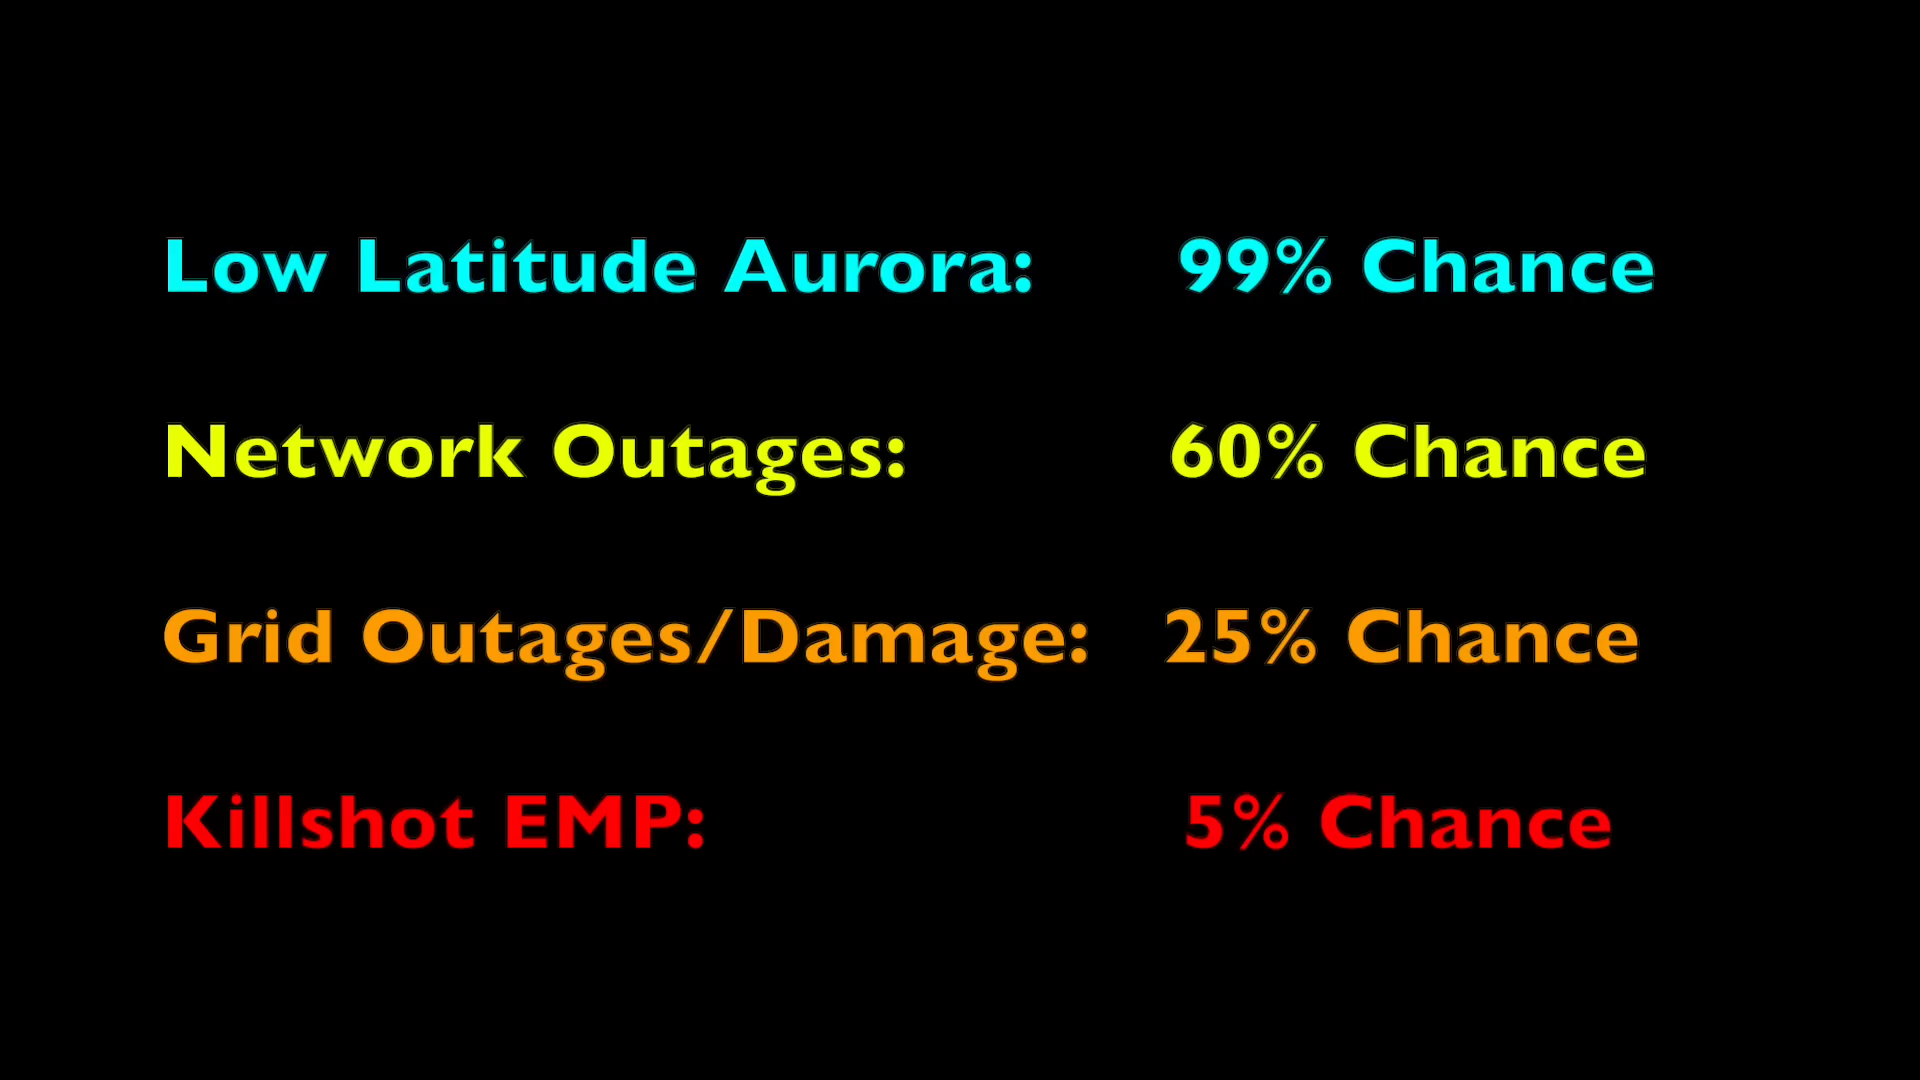 Low Latitude Aurora: 99% Chance
Network Outages: 60% Chance
Grid Outages/Damage: 25% Chance
Killshot EMP: 5% Chance